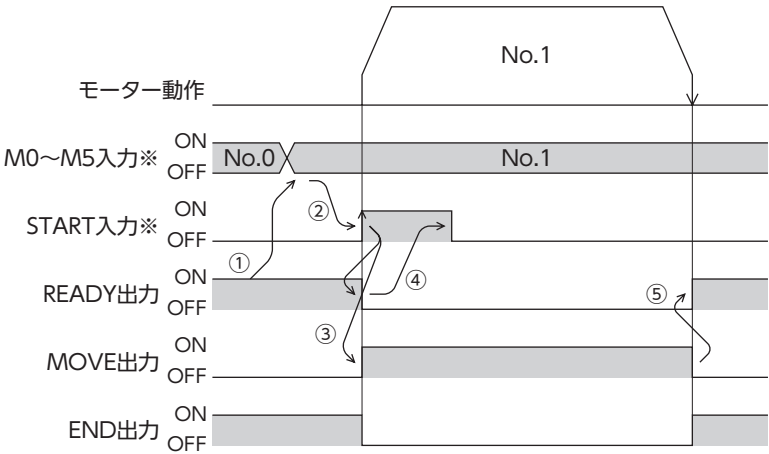 No.1
モーター動作
M0～M5入力※ ON OFF No.0 No.1
START入力※ ON OFF ②
① ④
READY出力 ON OFF ⑤
③
MOVE出力 ON OFF
END出力 ON OFF